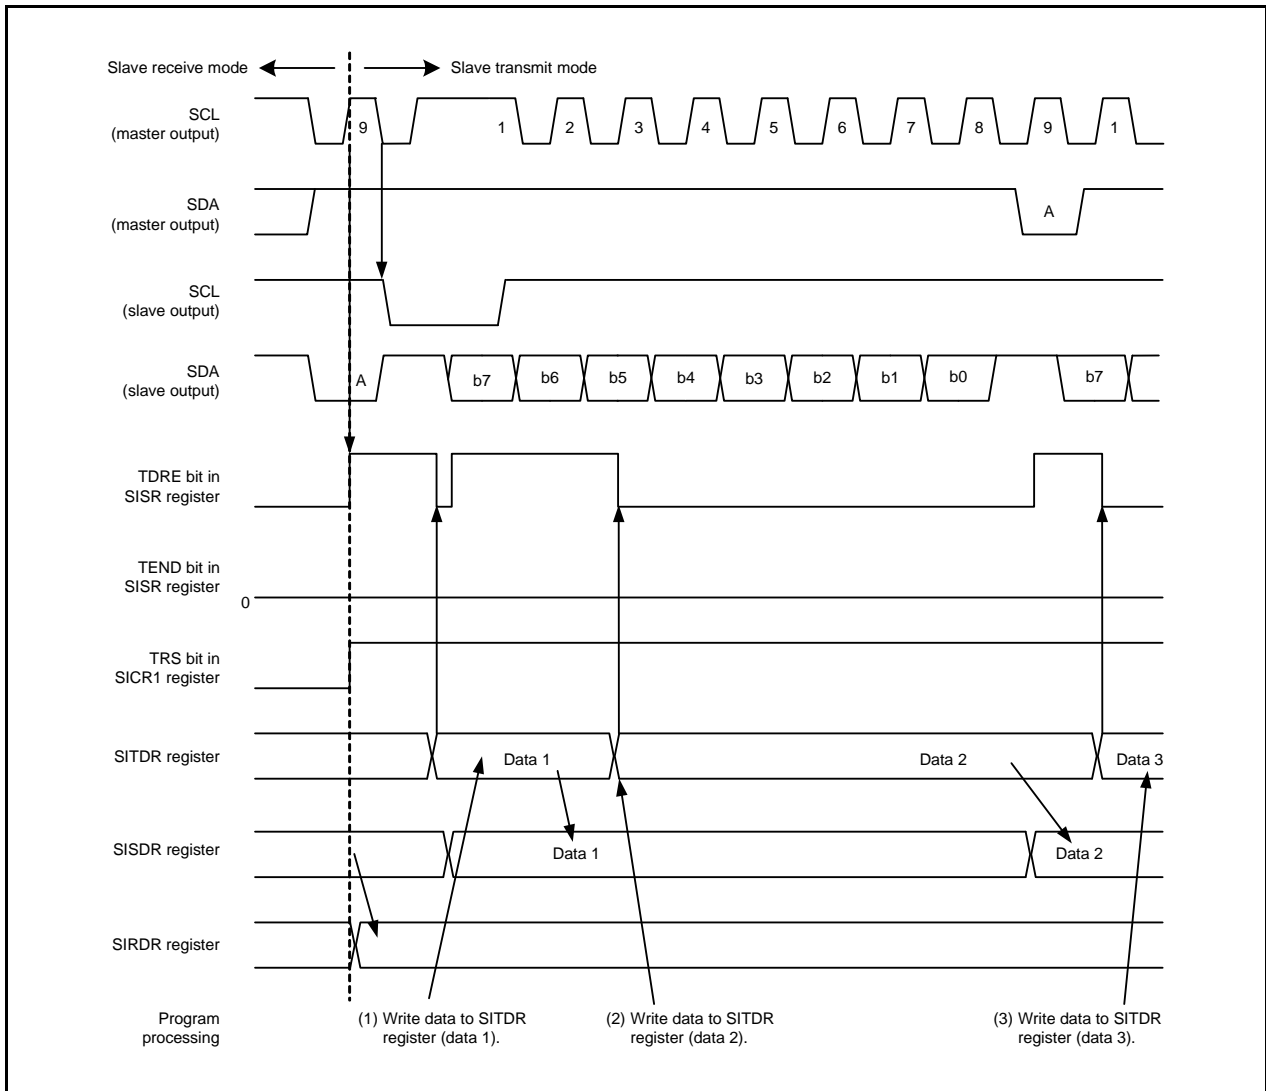 Slave receive mode
Slave transmit mode
SCL
(master output)
9
1
2
3
4
5
6
7
8
9
1
SDA
(master output)
A
SCL
(slave output)
SDA
(slave output)
A
b7
b6
b5
b4
b3
b2
b1
b0
b7
TDRE bit in
SISR register
TEND bit in
SISR register
0
TRS bit in
SICR1 register
SITDR register
Data 1
Data 2
Data 3
SISDR register
Data 1
Data 2
SIRDR register
Program
processing
(1) Write data to SITDR
register (data 1).
(2) Write data to SITDR
register (data 2).
(3) Write data to SITDR
register (data 3).